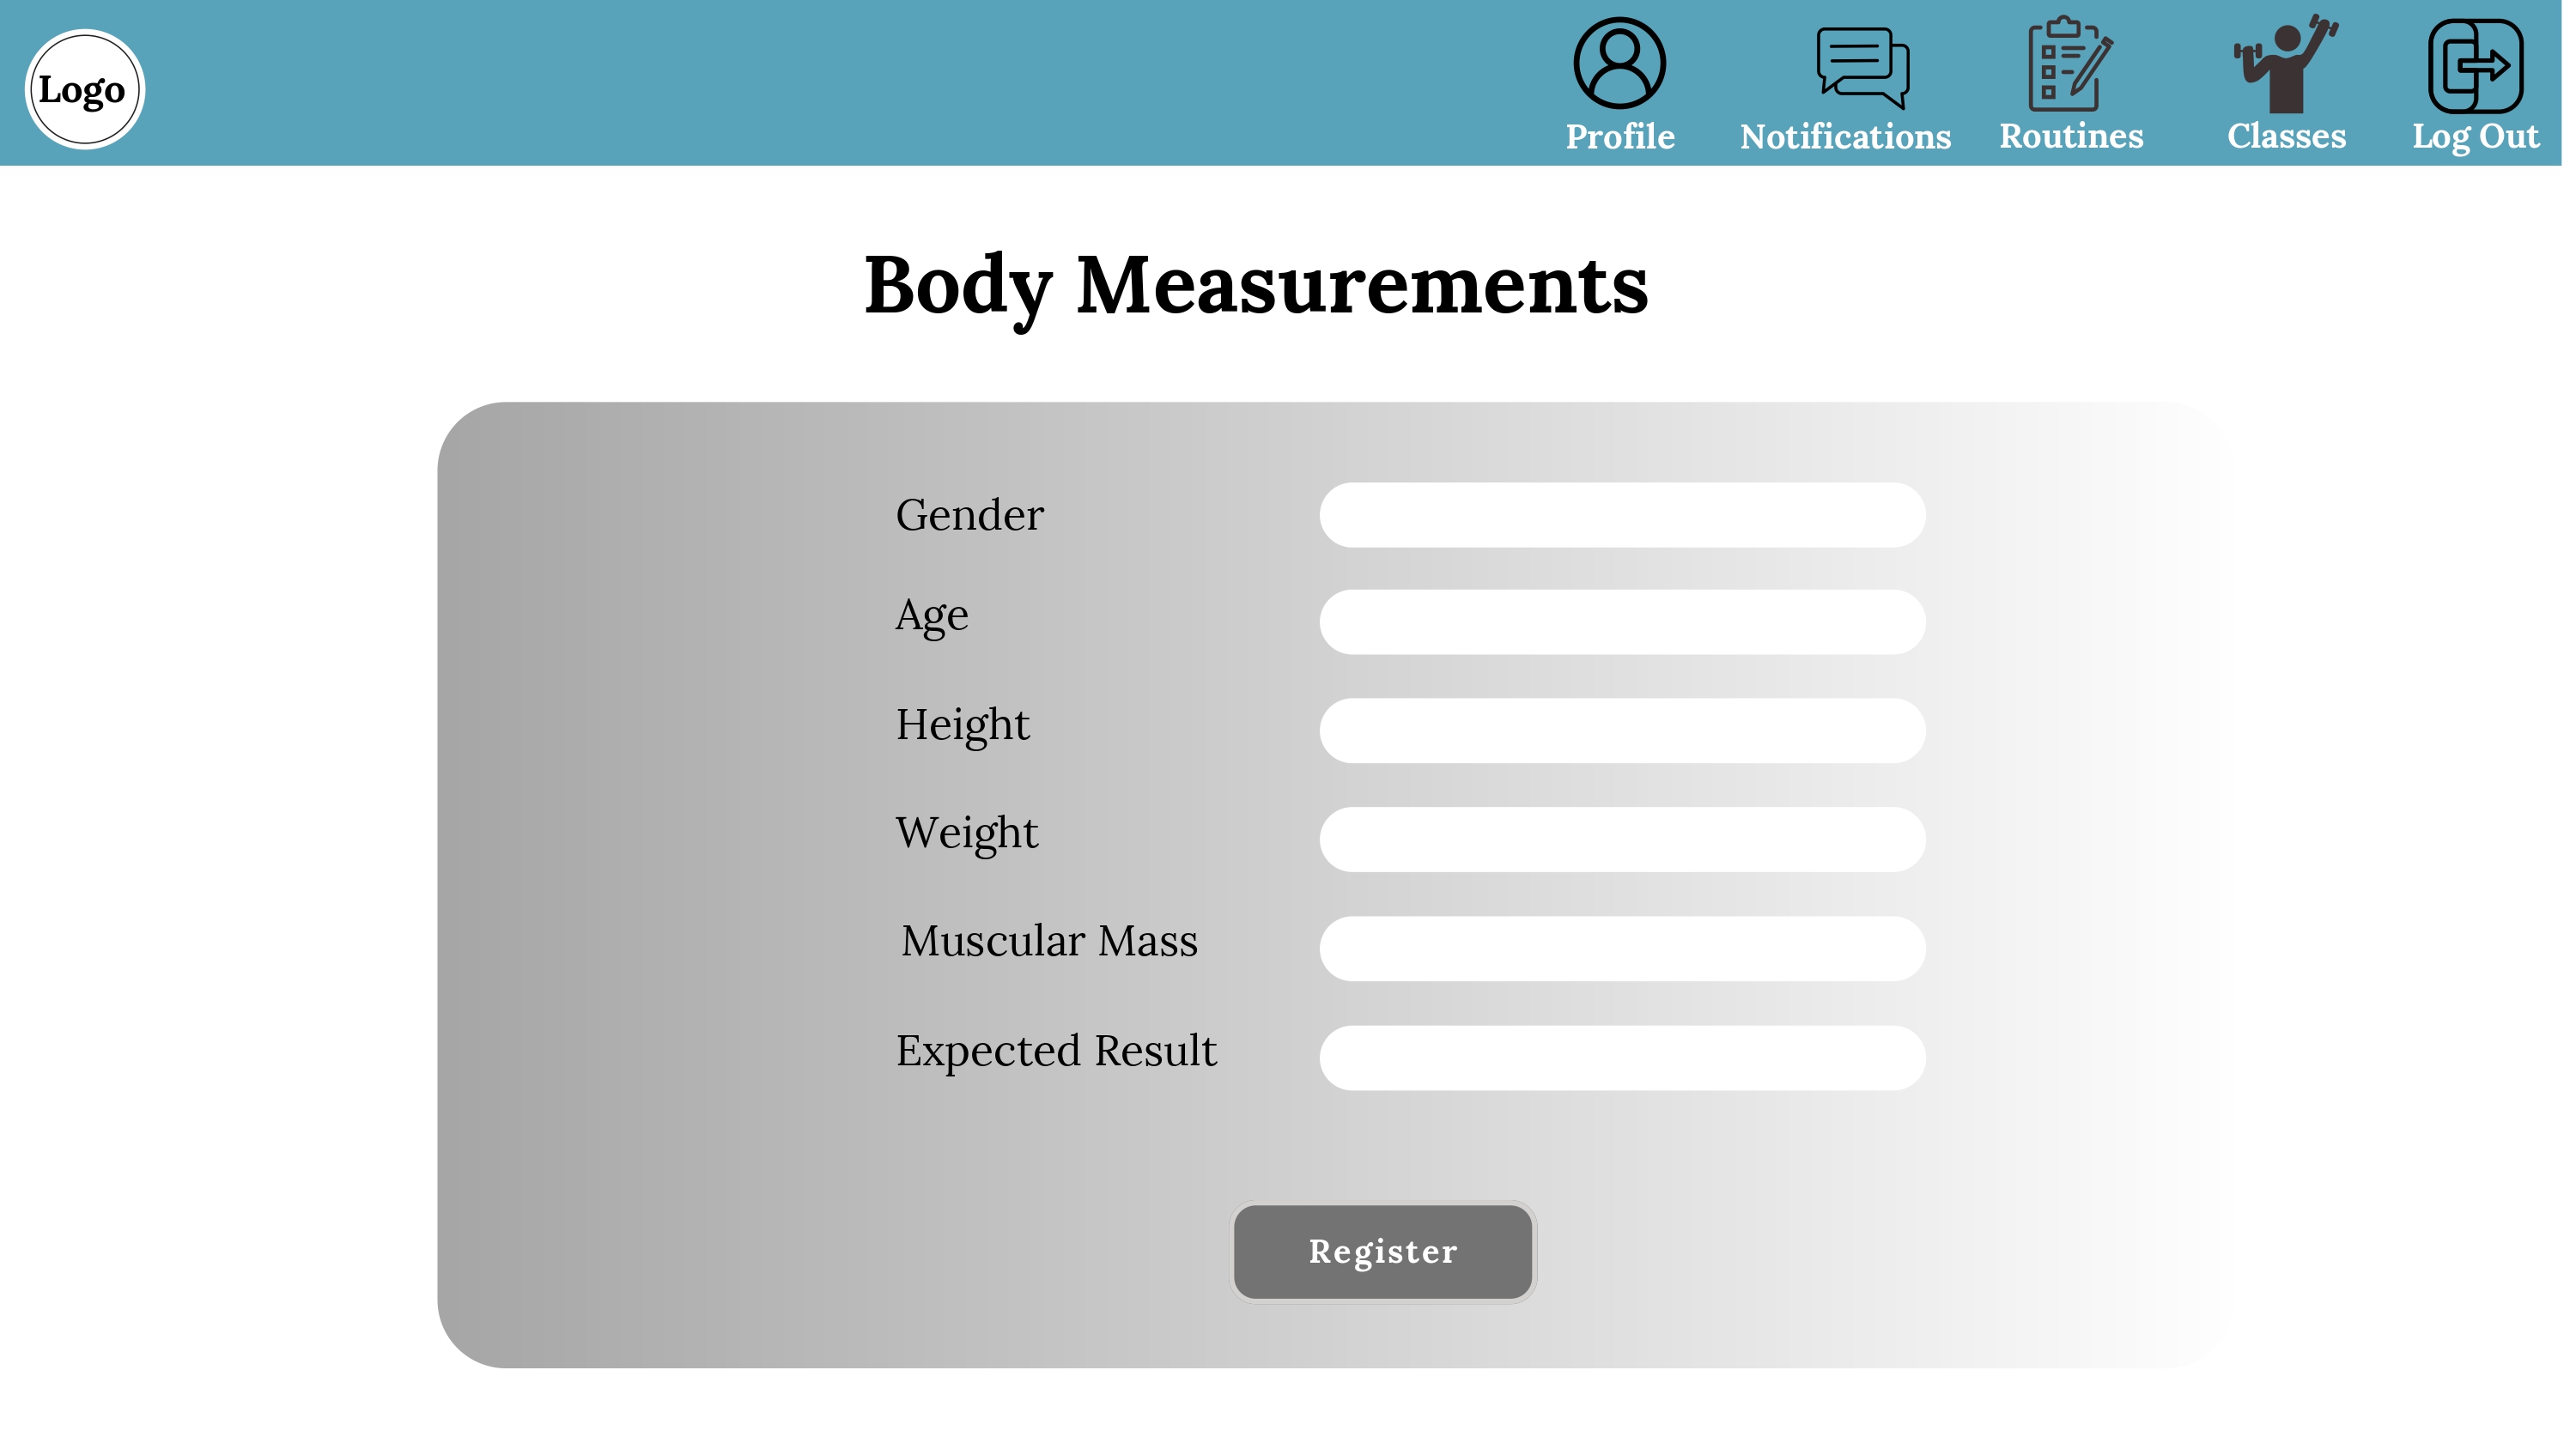 Logo
Profile
Notifications
Routines
Classes
Log Out
Body Measurements
Gender
Age
Height
Weight
Muscular Mass
Expected Result
Register